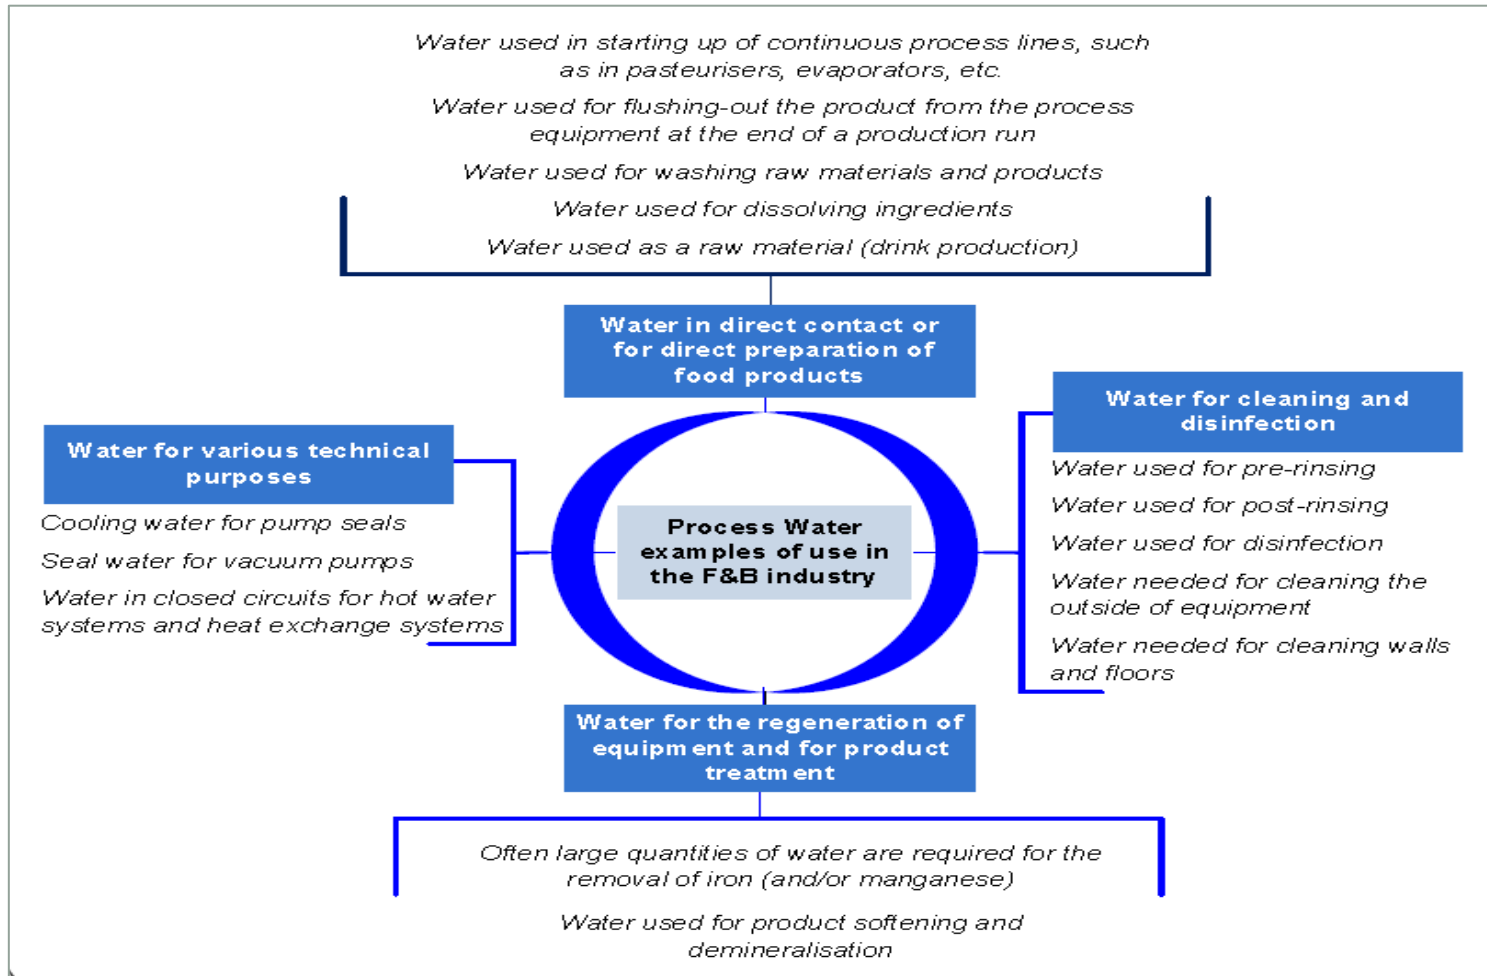 Water used in starting up of continuous process lines, such
as in pasteurisers, evaporators, etc.
Water used for flushing-out the product from the process
equipment at the end of a production run
Water used for washing raw materials and products
Water used for dissolving ingredients
Water used as a raw material (drink production)
Water in direct contact or
for direct preparation of
food products
Water for cleaning and
disinfection
Water used for pre-rinsing
Water used for post-rinsing
Water used for disinfection
Water needed for cleaning the
outside of equipment
Water needed for cleaning walls
and floors
Water for various technical
purposes
Cooling water for pump seals
Seal water for vacuum pumps
Water in closed circuits for hot water
systems and heat exchange systems
Process Water
examples of use in
the F&B industry
Water for the regeneration of
equipment and for product
treatment
Often large quantities of water are required for the
removal of iron (and/or manganese)
Water used for product softening and
demineralisation